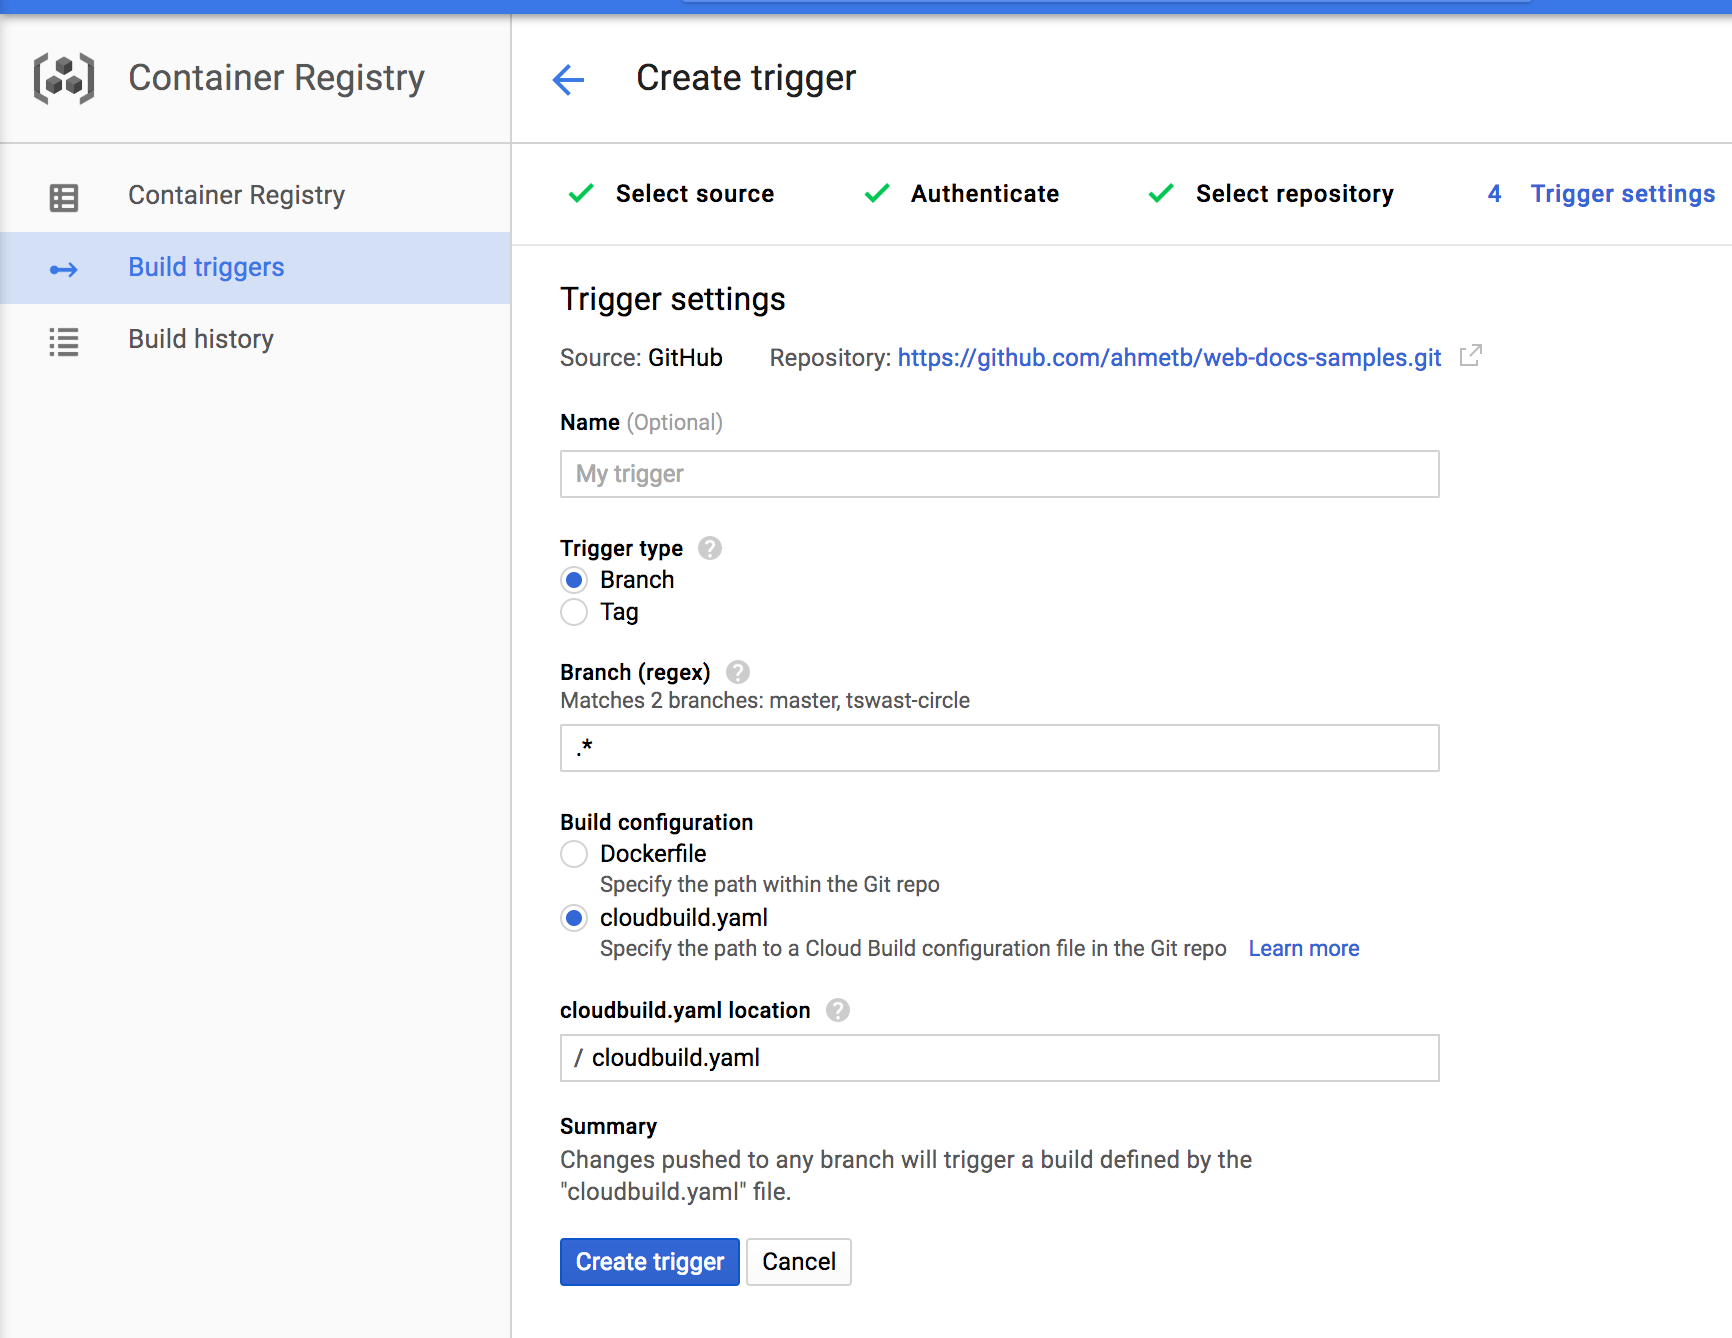 Container Registry
Create trigger
Container Registry
Build triggers
Build history
Select source
Authenticate
Select repository
4 Trigger settings
Trigger settings
Source: GitHub Repository: https://github.com/ahmetb/web-docs-samples.git
Name (Optional)
My trigger
Trigger type ?
Branch
Tag
Branch (regex) ?
Matches 2 branches: master, tswast-circle
.*
Build configuration
Dockerfile
Specify the path within the Git repo
cloudbuild.yaml
Specify the path to a Cloud Build configuration file in the Git repo Learn more
cloudbuild.yaml location ?
/ cloudbuild.yaml
Summary
Changes pushed to any branch will trigger a build defined by the
"cloudbuild.yaml" file.
Create trigger
Cancel